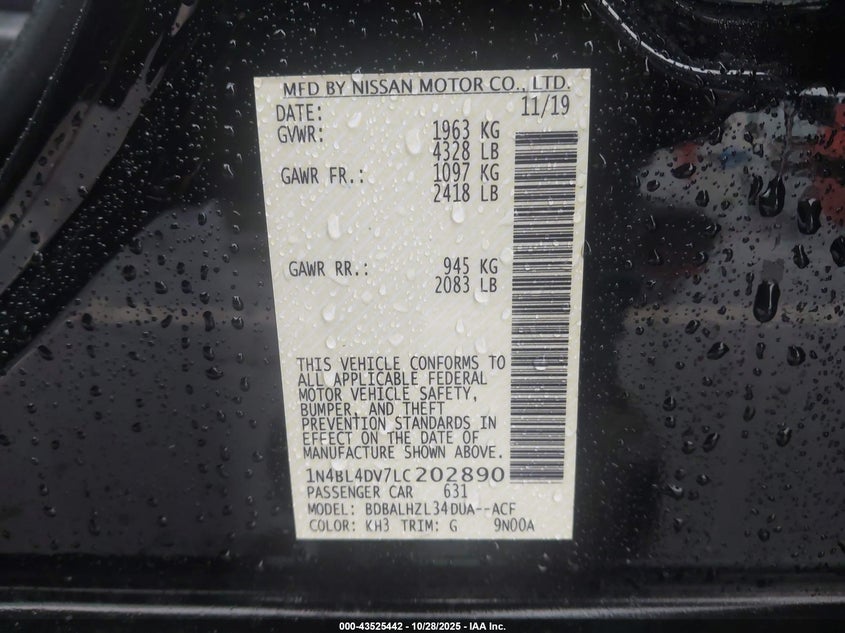 MFD BY NISSAN MOTOR CO., LTD.
DATE: 11/19
GVWR: 1963 KG
4328 LB
GAWR FR.: 1097 KG
2418 LB
GAWR RR.: 945 KG
2083 LB
THIS VEHICLE CONFORMS TO
ALL APPLICABLE FEDERAL
MOTOR VEHICLE SAFETY,
BUMPER, AND THEFT
PREVENTION STANDARDS IN
EFFECT ON THE DATE OF
MANUFACTURE SHOWN ABOVE.
1N4BL4DV7LC202890
PASSENGER CAR 631
MODEL: BDBALHZL34DUA--ACF
COLOR: KH3 TRIM: G 9N00A
000-43525442 - 10/28/2025 - IAA Inc.